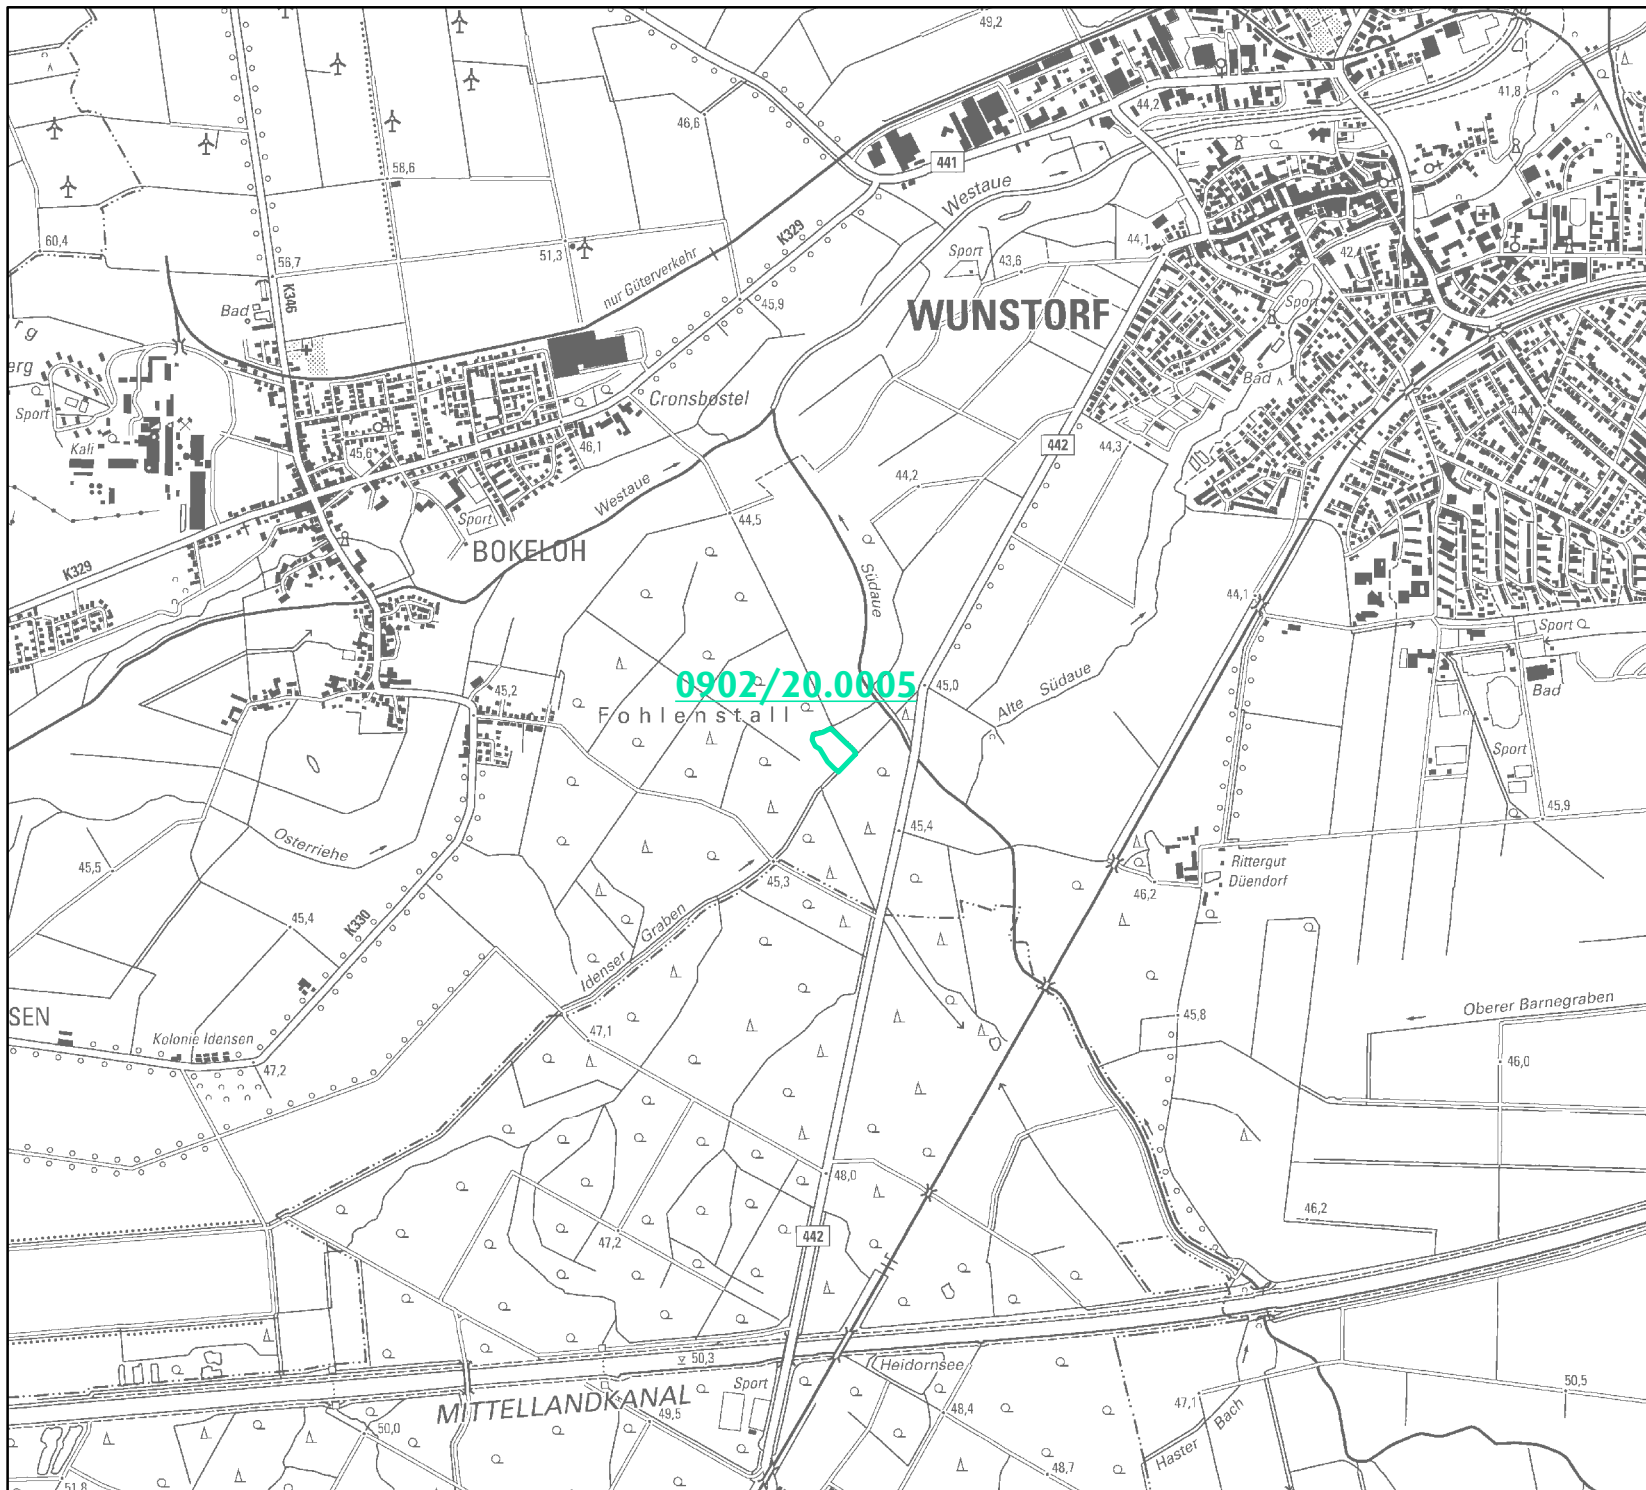 49,2
44,2
41,8
46,6
441
58,6
Westaue
K329
60,4
56,7
51,3
nur Güterverkehr
Sport
44,1
43,6
42,4
K346
Bad
45,9
WUNSTORF
Sport
rg
erg
Bad
Sport
Cronsbostel
Kali
45,6
46,1
442
44,3
44,4
44,2
Westaue
Sport
44,5
BOKELOH
K329
Südaue
44,1
Sport
0902/20.0005
45,2
45,0
Alte Südaue
Bad
Fohlenstall
Sport
Osterriehe
45,4
45,9
45,5
45,3
Rittergut
Düendorf
46,2
45,4
K330
Idenser Graben
SEN
Kolonie Idensen
47,1
45,8
Oberer Barnegraben
47,2
46,0
48,0
46,2
47,2
442
50,3
Heidornsee
Sport
50,5
MITTELLANDKANAL
47,1
49,5
48,4
50,0
Haster Bach
48,7
51,8